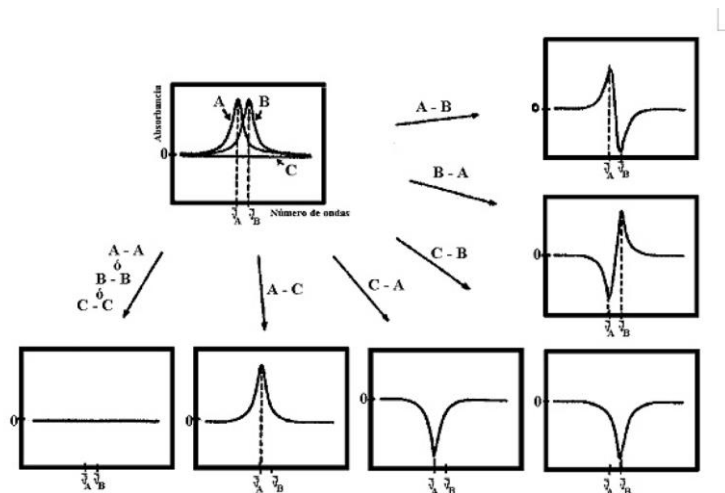 Absorbancia
A
B
0
C
ν̄A ν̄B
Número de ondas
A - B
B - A
C - B
C - A
A - C
A - A
ó
B - B
ó
C - C
0
ν̄A ν̄B
0
ν̄A ν̄B
0
ν̄A ν̄B
0
ν̄A ν̄B
0
ν̄A ν̄B
0
ν̄A ν̄B